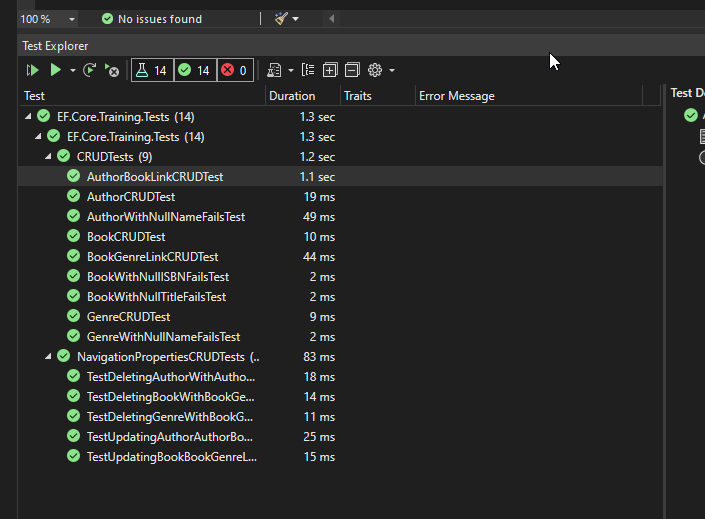 100 % No issues found
Test Explorer
14 14 0
Test Duration Traits Error Message Test De
EF.Core.Training.Tests (14) 1.3 sec
EF.Core.Training.Tests (14) 1.3 sec
CRUDTests (9) 1.2 sec
AuthorBookLinkCRUDTest 1.1 sec
AuthorCRUDTest 19 ms
AuthorWithNullNameFailsTest 49 ms
BookCRUDTest 10 ms
BookGenreLinkCRUDTest 44 ms
BookWithNullISBNFailsTest 2 ms
BookWithNullTitleFailsTest 2 ms
GenreCRUDTest 9 ms
GenreWithNullNameFailsTest 2 ms
NavigationPropertiesCRUDTests (.. 83 ms
TestDeletingAuthorWithAutho... 18 ms
TestDeletingBookWithBookGe... 14 ms
TestDeletingGenreWithBookG... 11 ms
TestUpdatingAuthorAuthorBo... 25 ms
TestUpdatingBookBookGenreL... 15 ms